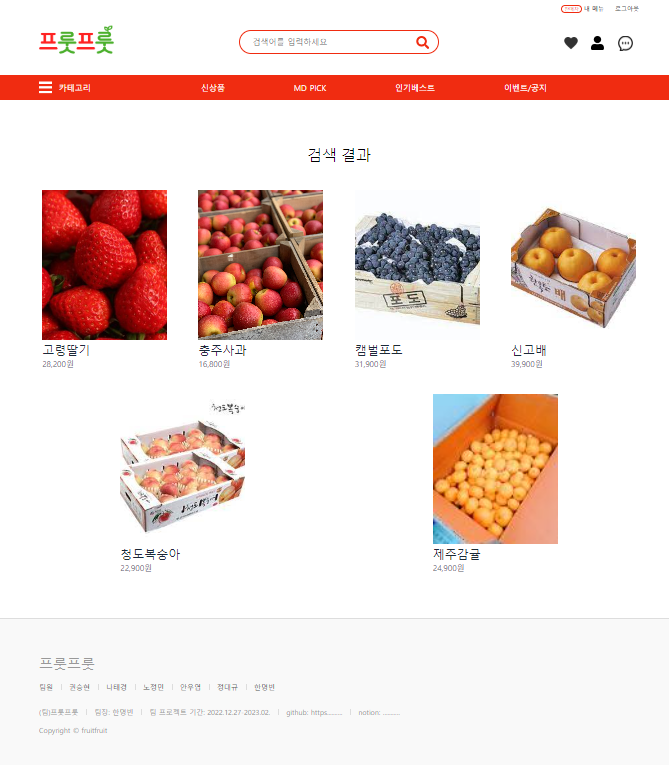 내 메뉴 로그아웃
프룻프룻
검색어를 입력하세요
카테고리 신상품 MD PICK 인기베스트 이벤트/공지
검색 결과
포도
배
청도복숭아
고령딸기 충주사과 캠벌포도 신고배
28,200원 16,800원 31,900원 39,900원
청도복숭아 제주감귤
22,900원 24,900원
프룻프룻
팀원 | 권승현 | 나태경 | 노정민 | 안우엽 | 정대규 | 한명빈
(팀)프룻프룻 | 팀장: 한명빈 | 팀 프로젝트 기간: 2022.12.27-2023.02. | github: https......... | notion: ..........
Copyright © fruitfruit